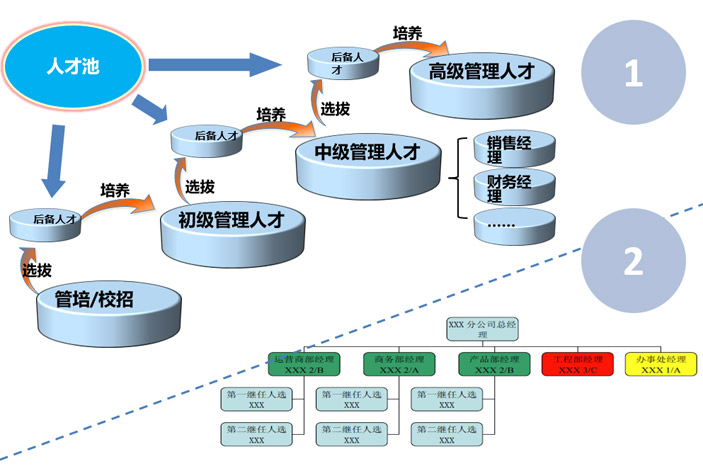 人才池
后备人
才
培养
高级管理人才
1
选拔
后备人才
培养
中级管理人才
销售经
理
财务经
理
……
选拔
后备人才
培养
初级管理人才
选拔
管培/校招
2
XXX 分公司总经
理
运营商部经理
XXX 2/B
商务部经理
XXX 2/A
产品部经理
XXX 2/B
工程部经理
XXX 3/C
办事处经理
XXX 1/A
第一继任人选
XXX
第一继任人选
XXX
第一继任人选
XXX
第二继任人选
XXX
第二继任人选
XXX
第二继任人选
XXX